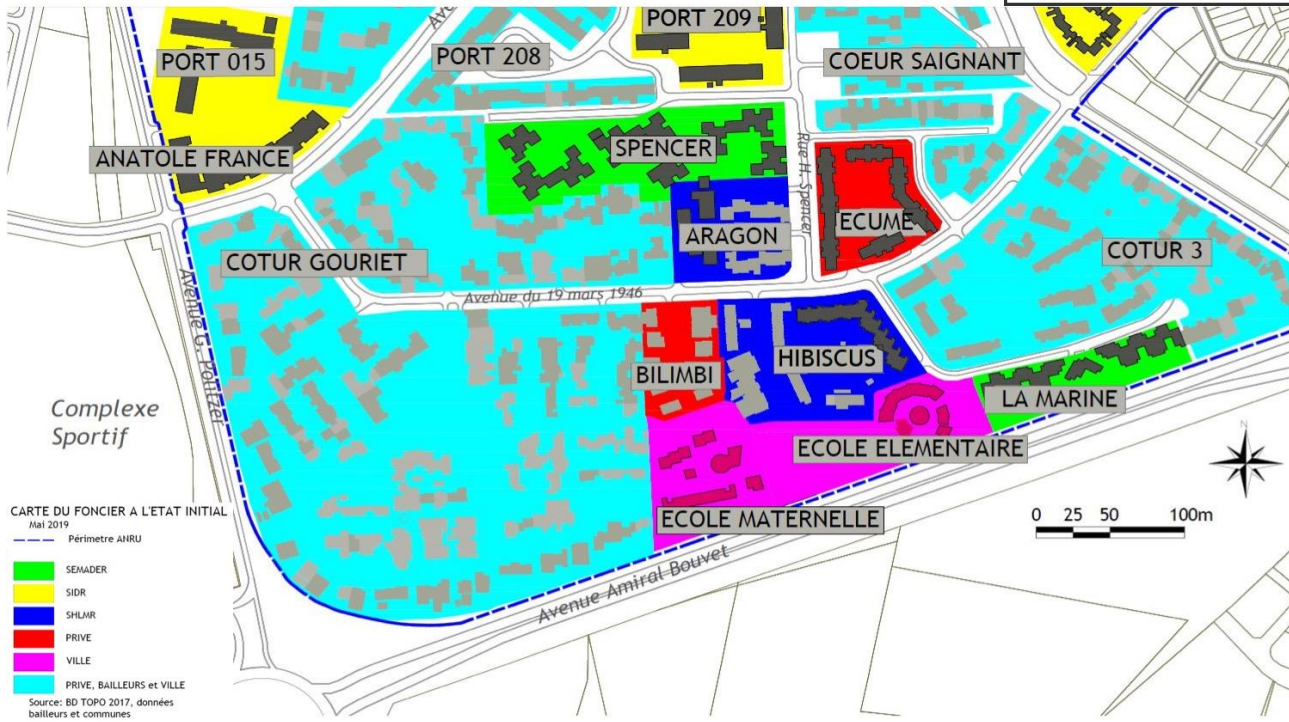 PORT 209
PORT 015
PORT 208
COEUR SAIGNANT
Av
ANATOLE FRANCE
SPENCER
Rue H. Spencer
ECUME
ARAGON
COTUR GOURIET
COTUR 3
Avenue du 19 mars 1946
Avenue G. Politzer
HIBISCUS
BILIMBI
LA MARINE
Complexe
Sportif
ECOLE ELEMENTAIRE
ECOLE MATERNELLE
N
0 25 50 100m
Avenue Amiral Bouvet
CARTE DU FONCIER A L'ETAT INITIAL
Mai 2019
Périmetre ANRU
SEMADER
SIDR
SHLMR
PRIVE
VILLE
PRIVE, BAILLEURS et VILLE
Source: BD TOPO 2017, données
bailleurs et communes